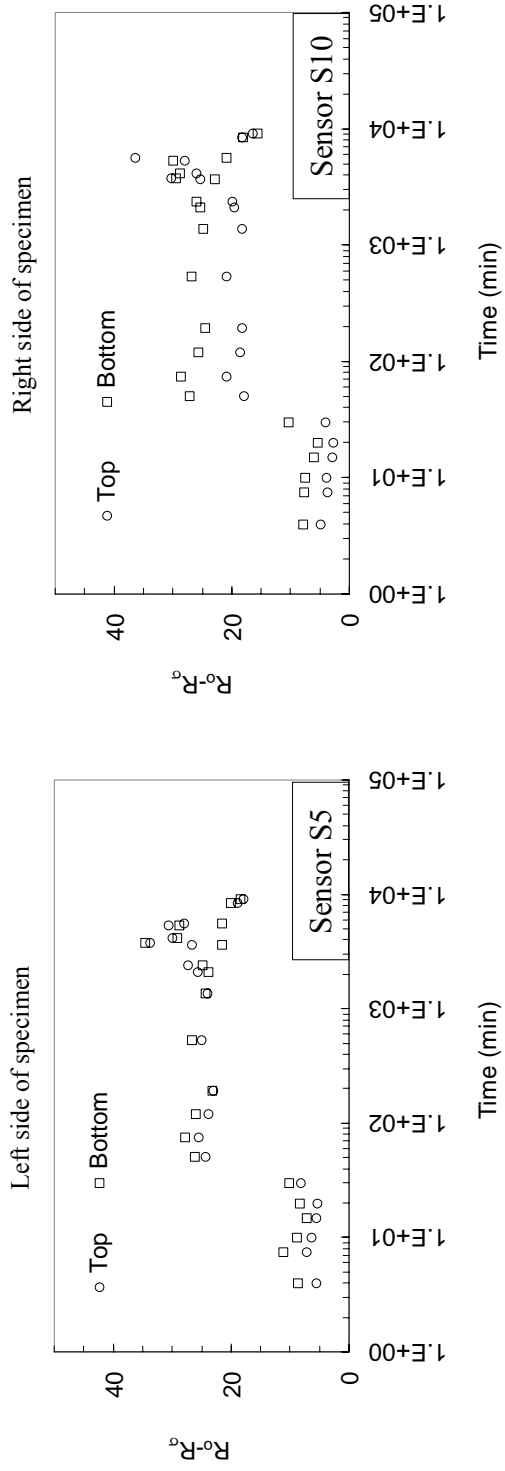 Left side of specimen
Ro-Rσ
Top
Bottom
40
20
0
1.E+00
1.E+01
1.E+02
1.E+03
1.E+04
1.E+05
Time (min)
Sensor S5
Right side of specimen
Ro-Rσ
Top
Bottom
40
20
0
1.E+00
1.E+01
1.E+02
1.E+03
1.E+04
1.E+05
Time (min)
Sensor S10